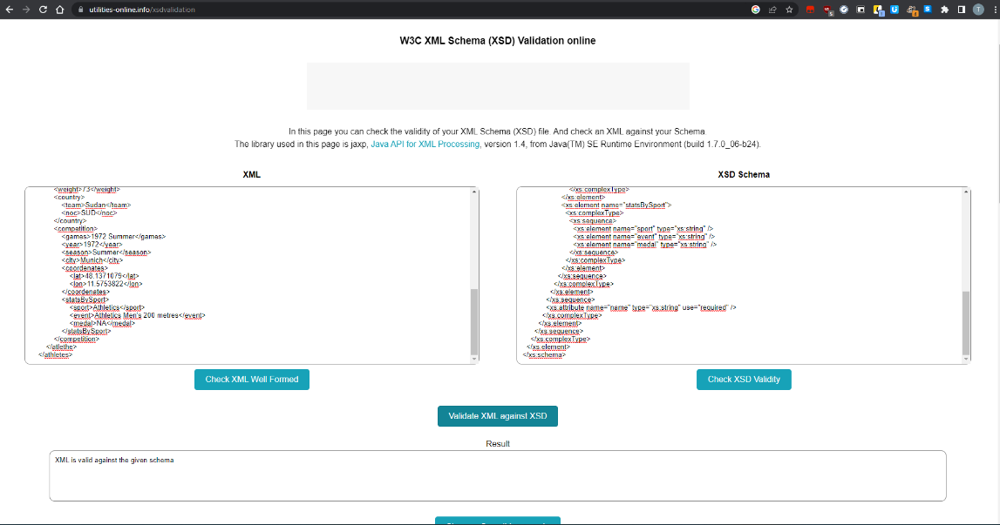 utilities-online.info/xsdvalidation
W3C XML Schema (XSD) Validation online
In this page you can check the validity of your XML Schema (XSD) file. And check an XML against your Schema.
The library used in this page is jaxp, Java API for XML Processing, version 1.4, from Java(TM) SE Runtime Environment (build 1.7.0_06-b24).
XML
<weight>73</weight>
<country>
<team>Sudan</team>
<noc>SUD</noc>
</country>
<competition>
<games>1972 Summer</games>
<year>1972</year>
<season>Summer</season>
<city>Munich</city>
<coordenates>
<lat>48.1371079</lat>
<lon>11.5753822</lon>
</coordenates>
<statsBySport>
<sport>Athletics</sport>
<event>Athletics Men's 200 metres</event>
<medal>NA</medal>
</statsBySport>
</competition>
</atlethe>
</athletes>
Check XML Well Formed
XSD Schema
</xs:complexType>
</xs:element>
<xs:element name="statsBySport">
<xs:complexType>
<xs:sequence>
<xs:element name="sport" type="xs:string" />
<xs:element name="event" type="xs:string" />
<xs:element name="medal" type="xs:string" />
</xs:sequence>
</xs:complexType>
</xs:element>
</xs:sequence>
</xs:complexType>
</xs:element>
</xs:sequence>
<xs:attribute name="name" type="xs:string" use="required" />
</xs:complexType>
</xs:element>
</xs:sequence>
</xs:complexType>
</xs:element>
</xs:schema>
Check XSD Validity
Validate XML against XSD
Result
XML is valid against the given schema